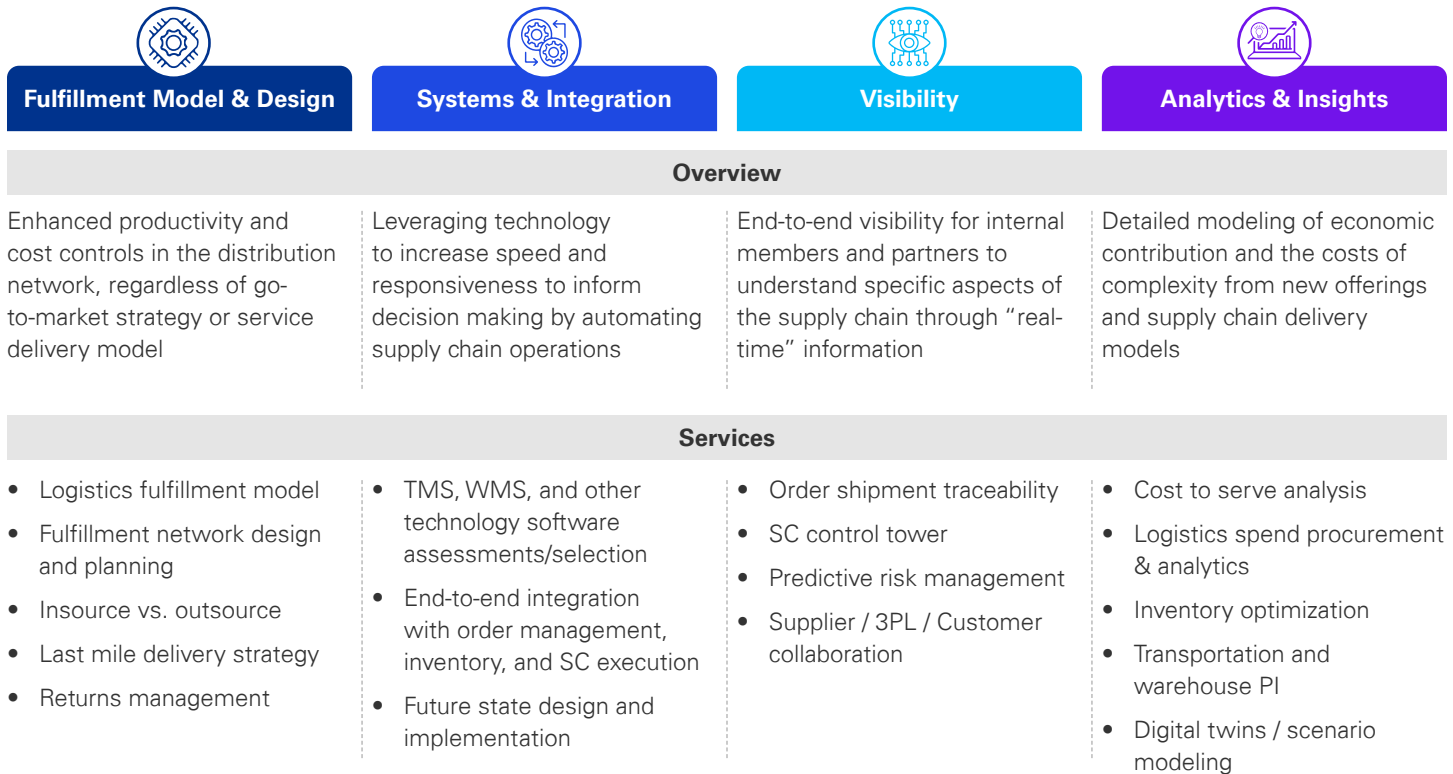 Fulfillment Model & Design
Systems & Integration
Visibility
Analytics & Insights
Overview
Enhanced productivity and
cost controls in the distribution
network, regardless of go-
to-market strategy or service
delivery model
Leveraging technology
to increase speed and
responsiveness to inform
decision making by automating
supply chain operations
End-to-end visibility for internal
members and partners to
understand specific aspects of
the supply chain through “real-
time” information
Detailed modeling of economic
contribution and the costs of
complexity from new offerings
and supply chain delivery
models
Services
• Logistics fulfillment model
• Fulfillment network design
and planning
• Insource vs. outsource
• Last mile delivery strategy
• Returns management
• TMS, WMS, and other
technology software
assessments/selection
• End-to-end integration
with order management,
inventory, and SC execution
• Future state design and
implementation
• Order shipment traceability
• SC control tower
• Predictive risk management
• Supplier / 3PL / Customer
collaboration
• Cost to serve analysis
• Logistics spend procurement
& analytics
• Inventory optimization
• Transportation and
warehouse PI
• Digital twins / scenario
modeling